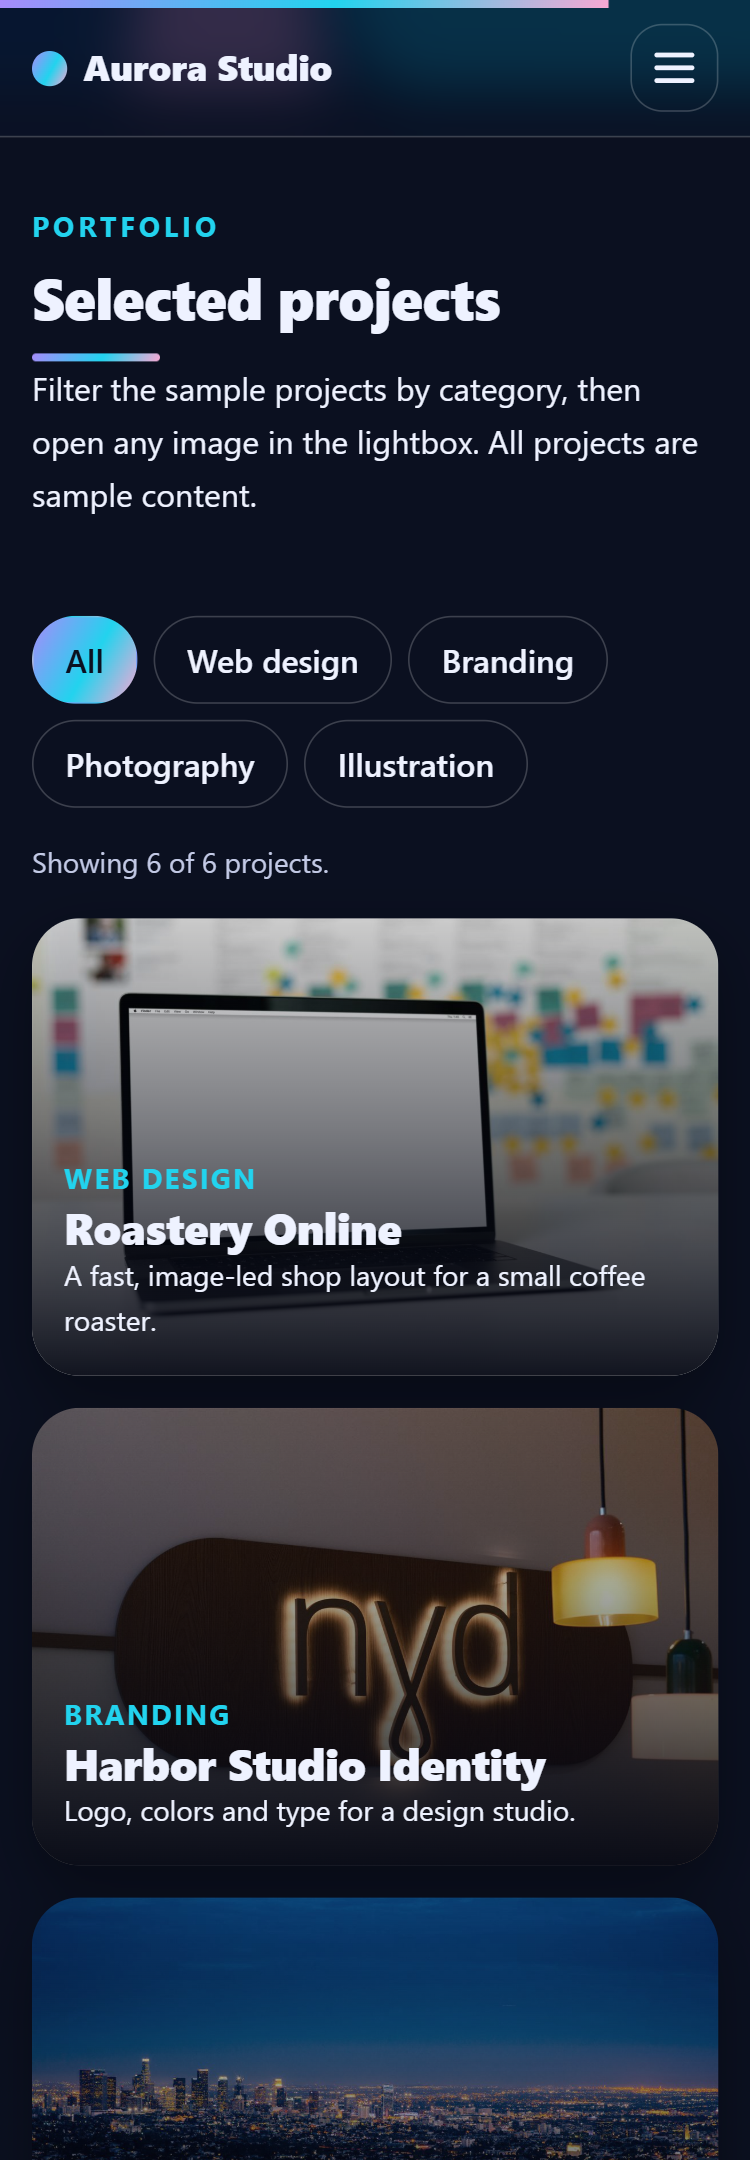 Aurora Studio
PORTFOLIO
Selected projects
Filter the sample projects by category, then
open any image in the lightbox. All projects are
sample content.
All
Web design
Branding
Photography
Illustration
Showing 6 of 6 projects.
WEB DESIGN
Roastery Online
A fast, image-led shop layout for a small coffee
roaster.
nyd
BRANDING
Harbor Studio Identity
Logo, colors and type for a design studio.